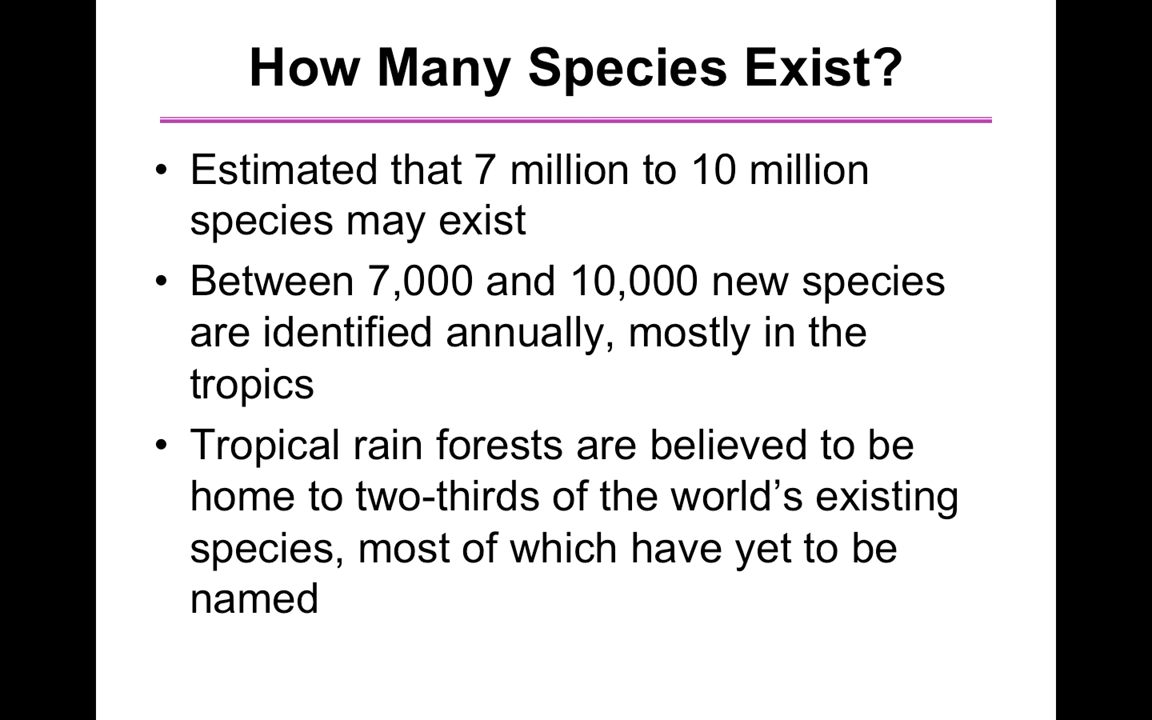 How Many Species Exist?
• Estimated that 7 million to 10 million
species may exist
• Between 7,000 and 10,000 new species
are identified annually, mostly in the
tropics
• Tropical rain forests are believed to be
home to two-thirds of the world’s existing
species, most of which have yet to be
named